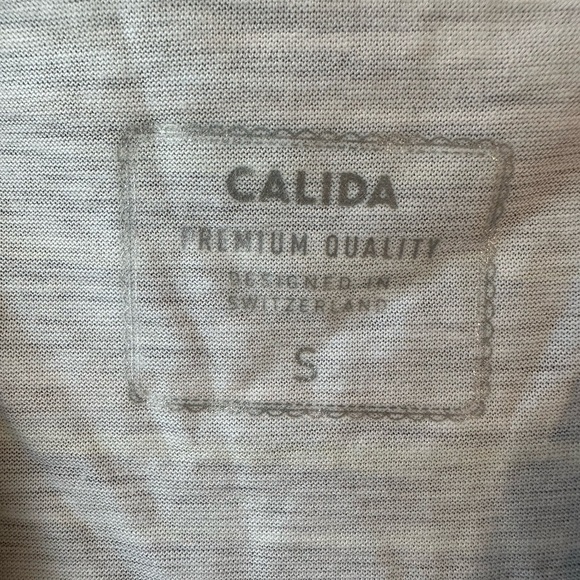 CALIDA
PREMIUM QUALITY
DESIGNED IN
SWITZERLAND
S